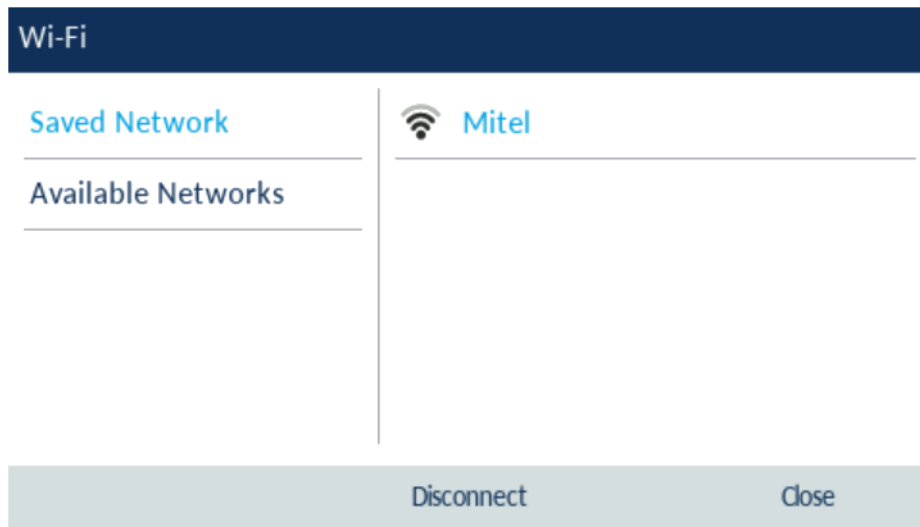 Wi-Fi
Saved Network
Mitel
Available Networks
Disconnect
Close